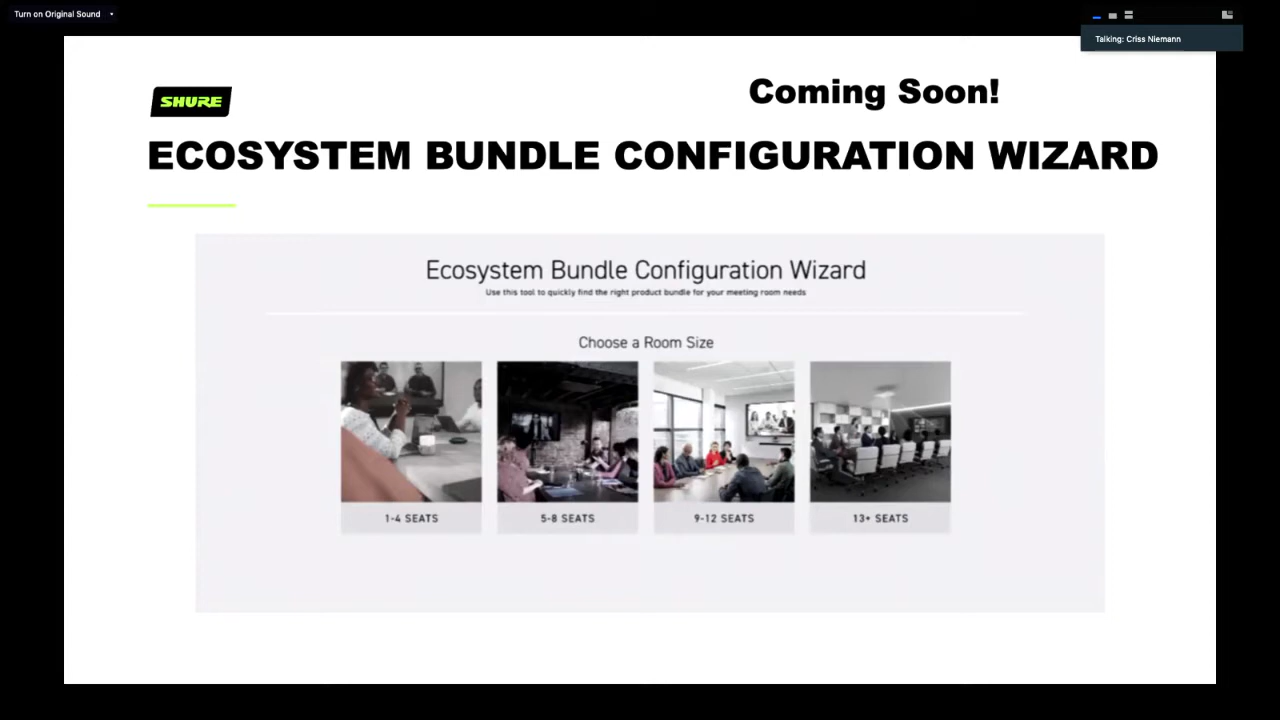 Turn on Original Sound
Talking: Criss Niemann
SHURE
Coming Soon!
ECOSYSTEM BUNDLE CONFIGURATION WIZARD
Ecosystem Bundle Configuration Wizard
Use this tool to quickly find the right product bundle for your meeting room needs
Choose a Room Size
1-4 SEATS
5-8 SEATS
9-12 SEATS
13+ SEATS